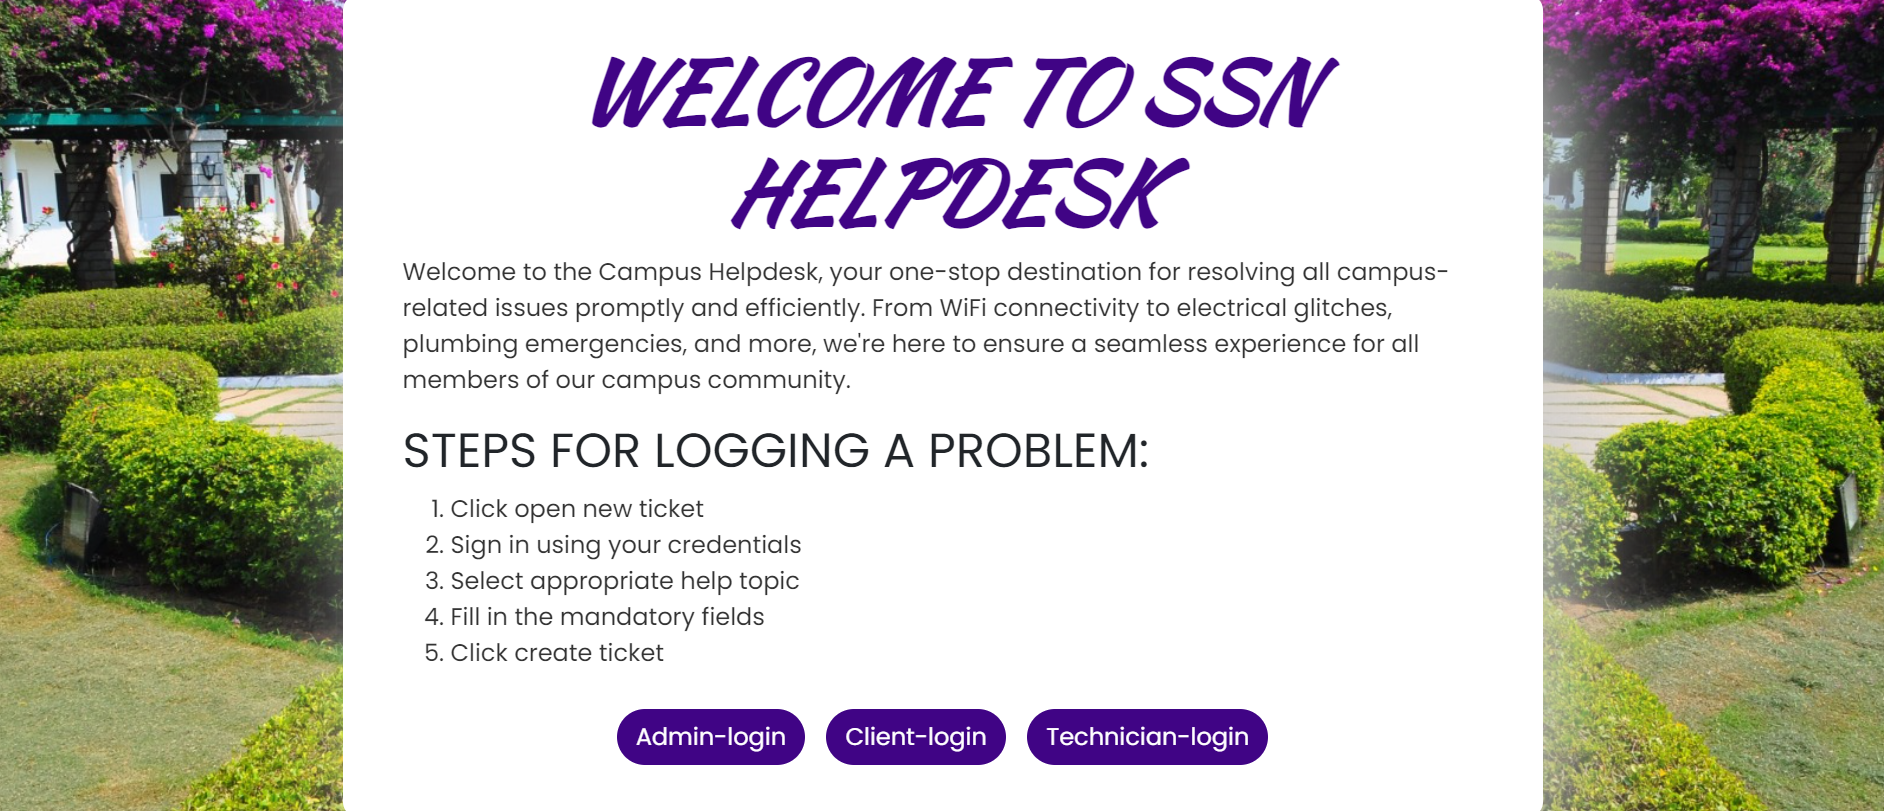 WELCOME TO SSN
HELPDESK
Welcome to the Campus Helpdesk, your one-stop destination for resolving all campus-
related issues promptly and efficiently. From WiFi connectivity to electrical glitches,
plumbing emergencies, and more, we're here to ensure a seamless experience for all
members of our campus community.
STEPS FOR LOGGING A PROBLEM:
1. Click open new ticket
2. Sign in using your credentials
3. Select appropriate help topic
4. Fill in the mandatory fields
5. Click create ticket
Admin-login Client-login Technician-login